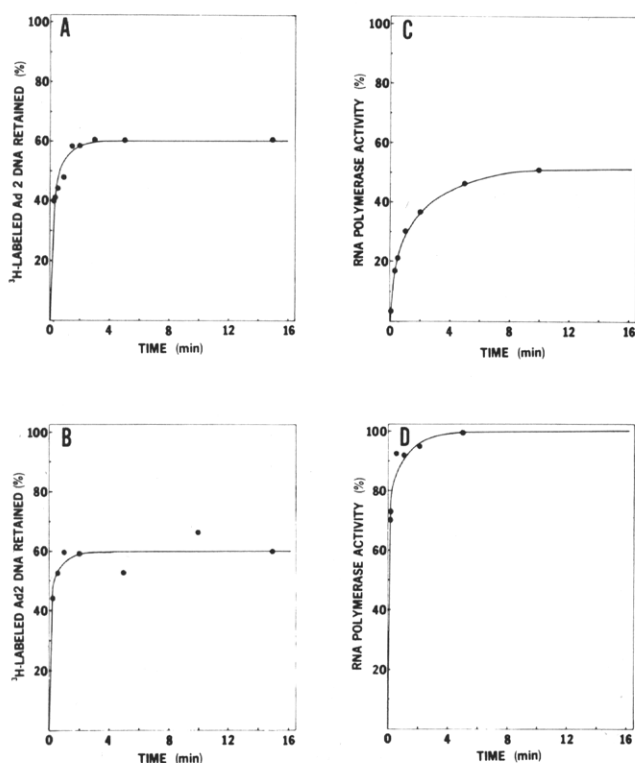 A
100
80
60
40
20
0 4 8 12 16
TIME (min)
³H-LABELED Ad 2 DNA RETAINED (%)
C
100
80
60
40
20
0 4 8 12 16
TIME (min)
RNA POLYMERASE ACTIVITY (%)
B
100
80
60
40
20
0 4 8 12 16
TIME (min)
³H-LABELED Ad2 DNA RETAINED (%)
D
100
80
60
40
20
0 4 8 12 16
TIME (min)
RNA POLYMERASE ACTIVITY (%)